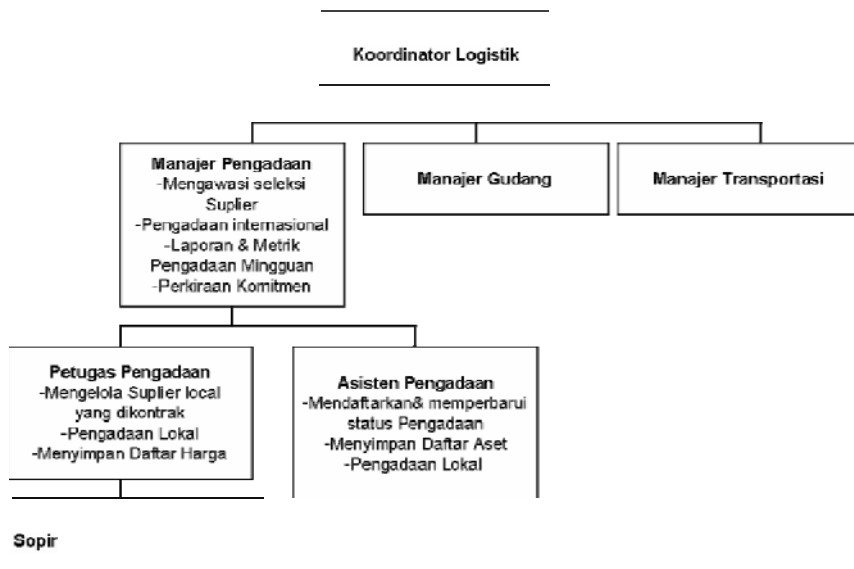 Koordinator Logistik
Manajer Pengadaan
-Mengawasi seleksi
Suplier
-Pengadaan internasional
-Laporan & Metrik
Pengadaan Mingguan
-Perkiraan Komitmen
Manajer Gudang
Manajer Transportasi
Petugas Pengadaan
-Mengelola Suplier local
yang dikontrak
-Pengadaan Lokal
-Menyimpan Daftar Harga
Asisten Pengadaan
-Mendaftarkan& memperbarui
status Pengadaan
-Menyimpan Daftar Aset
-Pengadaan Lokal
Sopir